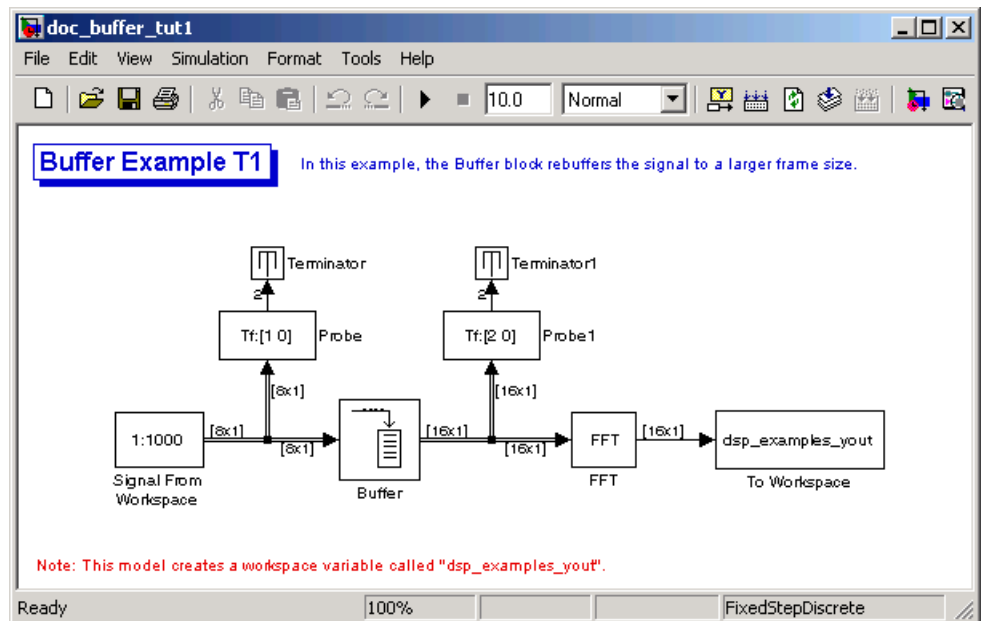 doc_buffer_tut1
File Edit View Simulation Format Tools Help
10.0 Normal
Buffer Example T1
In this example, the Buffer block rebuffers the signal to a larger frame size.
Terminator
Terminator1
2
2
Tf:[1 0]
Probe
Tf:[2 0]
Probe1
[8x1]
[16x1]
1:1000
[8x1]
[8x1]
[16x1]
[16x1]
FFT
[16x1]
dsp_examples_yout
Signal From
Workspace
Buffer
FFT
To Workspace
Note: This model creates a workspace variable called "dsp_examples_yout".
Ready 100% FixedStepDiscrete